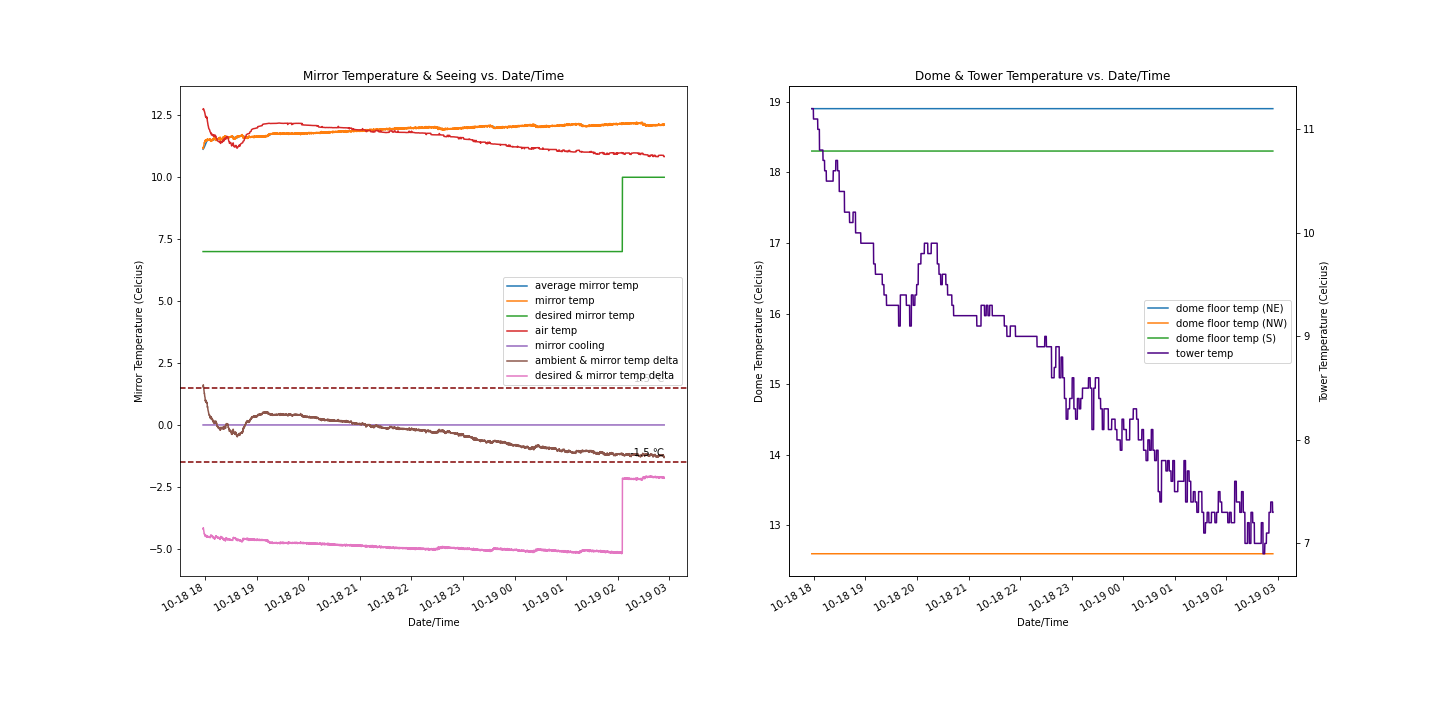 Mirror Temperature & Seeing vs. Date/Time
Mirror Temperature (Celcius)
12.5
10.0
7.5
5.0
2.5
0.0
−2.5
−5.0
average mirror temp
mirror temp
desired mirror temp
air temp
mirror cooling
ambient & mirror temp delta
desired & mirror temp delta
-1.5 °C
10-18 18
10-18 19
10-18 20
10-18 21
10-18 22
10-18 23
10-19 00
10-19 01
10-19 02
10-19 03
Date/Time
Dome & Tower Temperature vs. Date/Time
Dome Temperature (Celcius)
19
18
17
16
15
14
13
dome floor temp (NE)
dome floor temp (NW)
dome floor temp (S)
tower temp
11
10
9
8
7
Tower Temperature (Celcius)
10-18 18
10-18 19
10-18 20
10-18 21
10-18 22
10-18 23
10-19 00
10-19 01
10-19 02
10-19 03
Date/Time